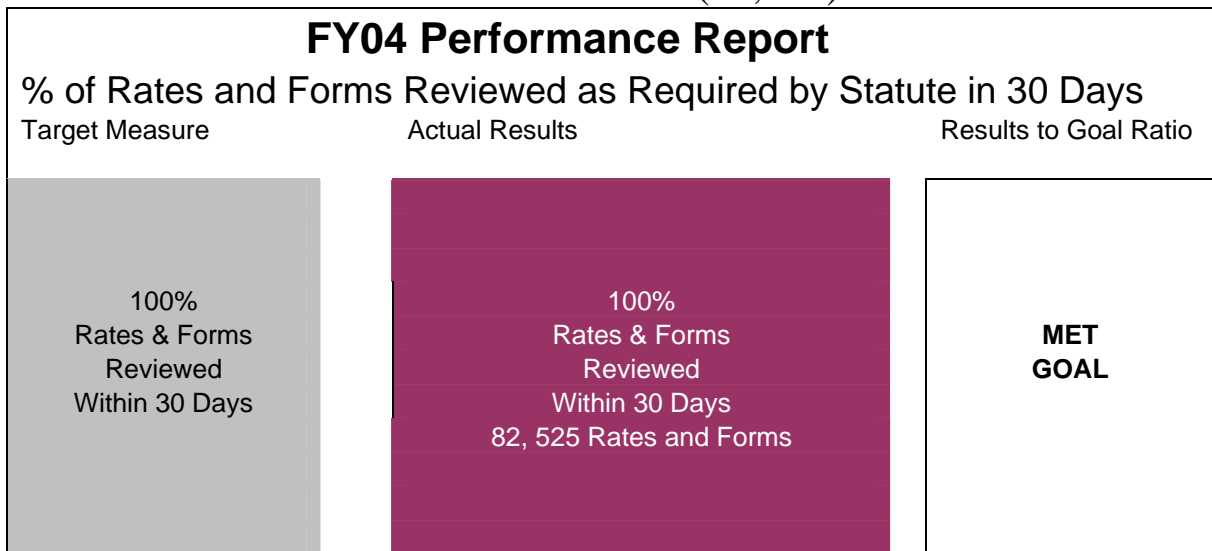 FY04 Performance Report
% of Rates and Forms Reviewed as Required by Statute in 30 Days
Target Measure Actual Results Results to Goal Ratio
100%
Rates & Forms
Reviewed
Within 30 Days
100%
Rates & Forms
Reviewed
Within 30 Days
82, 525 Rates and Forms
MET
GOAL